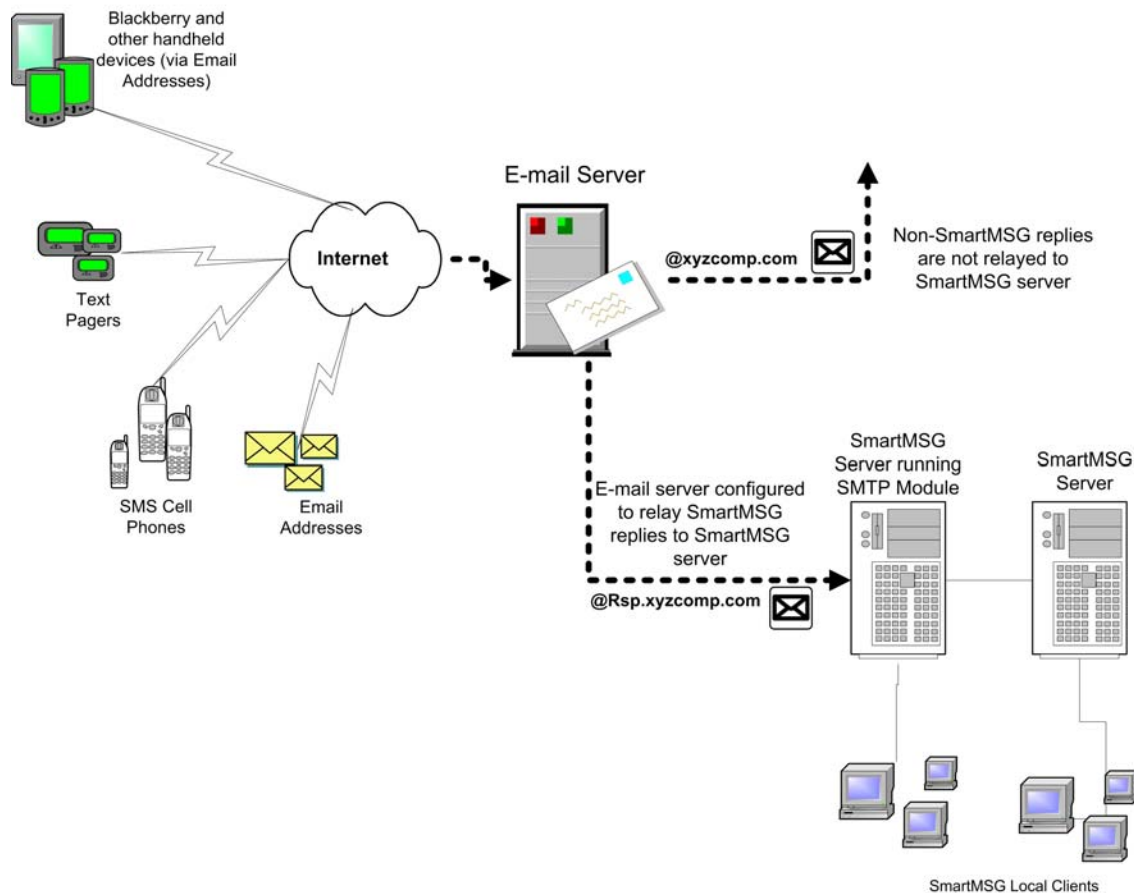 Blackberry and
other handheld
devices (via Email
Addresses)
E-mail Server
Internet
@xyzcomp.com
Non-SmartMSG replies
are not relayed to
SmartMSG server
Text
Pagers
SMS Cell
Phones
Email
Addresses
E-mail server configured
to relay SmartMSG
replies to SmartMSG
server
@Rsp.xyzcomp.com
SmartMSG
Server running
SMTP Module
SmartMSG
Server
SmartMSG Local Clients